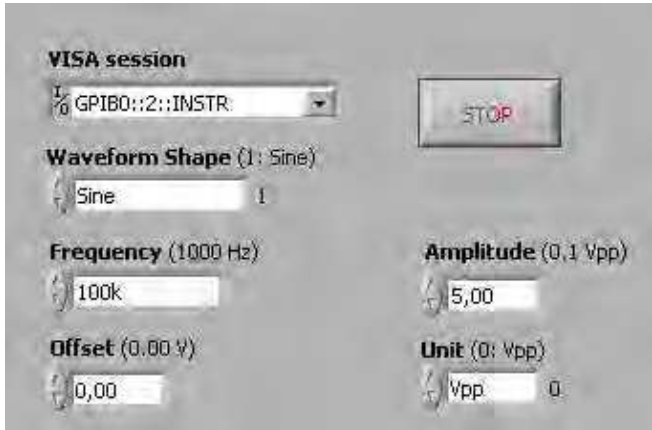 VISA session
I/O GPIB0::2::INSTR
STOP
Waveform Shape (1: Sine)
Sine 1
Frequency (1000 Hz)
100k
Amplitude (0.1 Vpp)
5,00
Offset (0.00 V)
0,00
Unit (0: Vpp)
Vpp 0